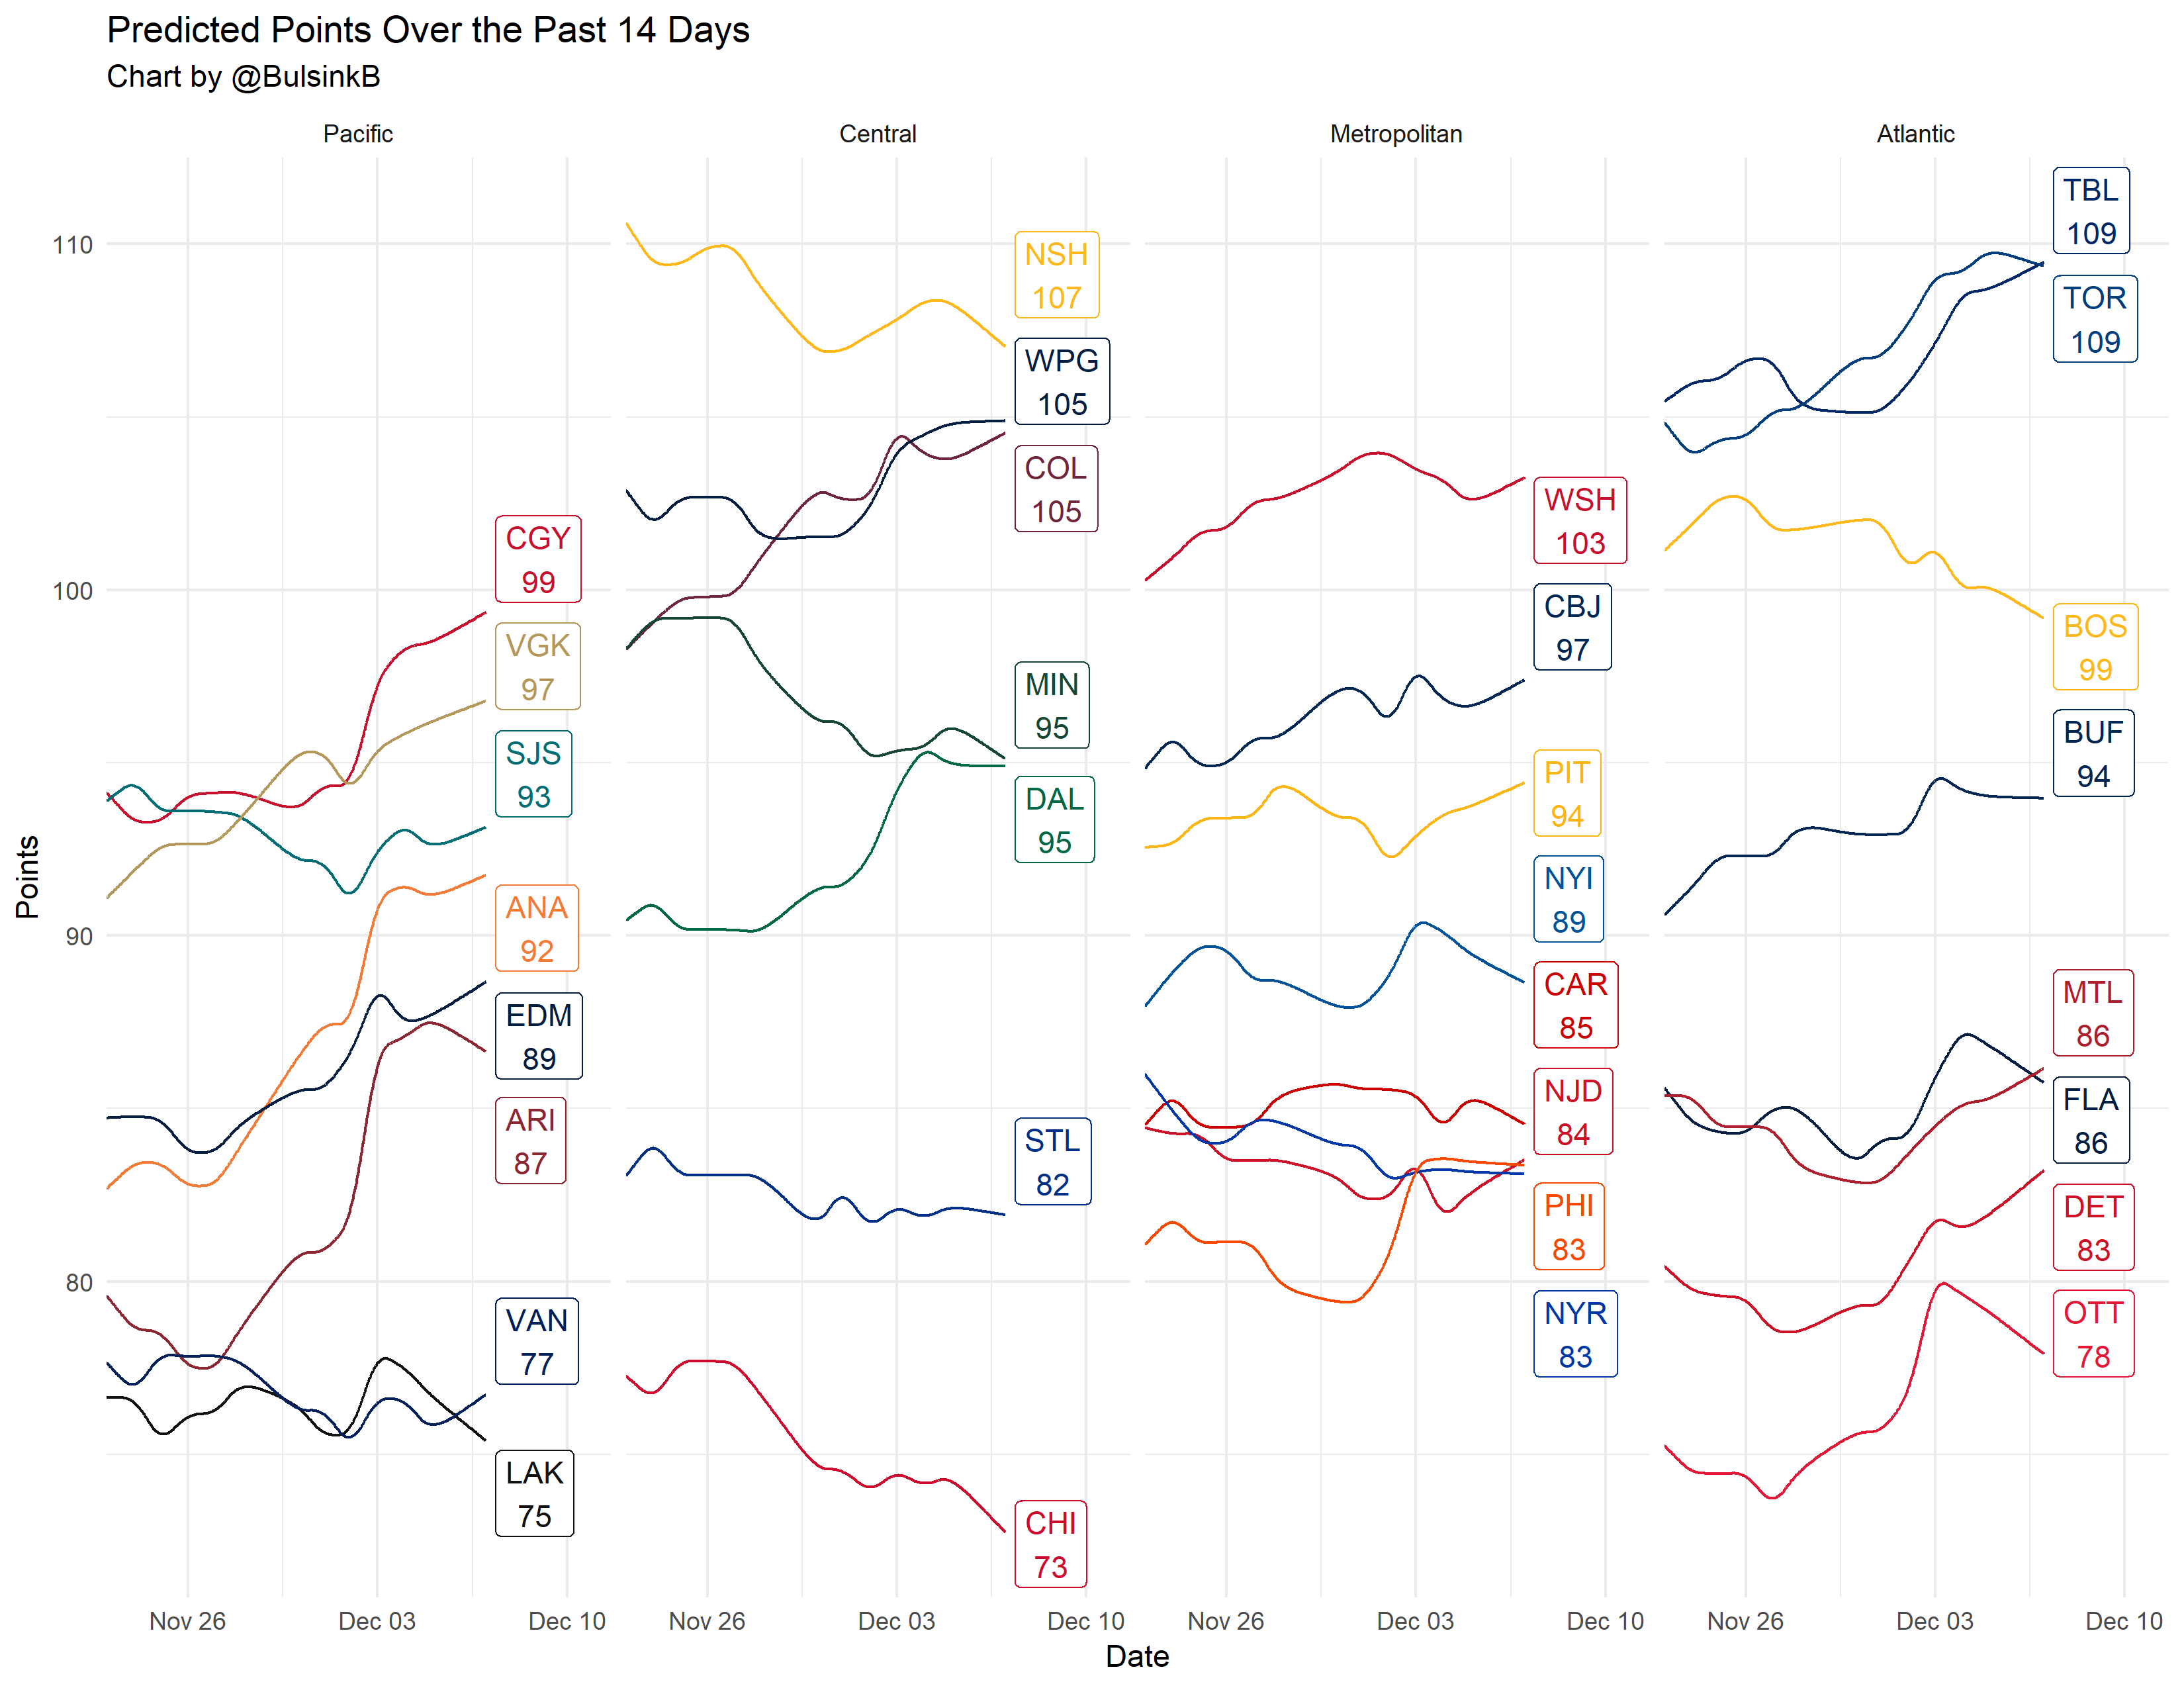 Predicted Points Over the Past 14 Days
Chart by @BulsinkB
Pacific
Central
Metropolitan
Atlantic
Points
110
100
90
80
CGY
99
VGK
97
SJS
93
ANA
92
EDM
89
ARI
87
VAN
77
LAK
75
NSH
107
WPG
105
COL
105
MIN
95
DAL
95
STL
82
CHI
73
WSH
103
CBJ
97
PIT
94
NYI
89
CAR
85
NJD
84
PHI
83
NYR
83
TBL
109
TOR
109
BOS
99
BUF
94
MTL
86
FLA
86
DET
83
OTT
78
Nov 26 Dec 03 Dec 10
Nov 26 Dec 03 Dec 10
Nov 26 Dec 03 Dec 10
Nov 26 Dec 03 Dec 10
Date